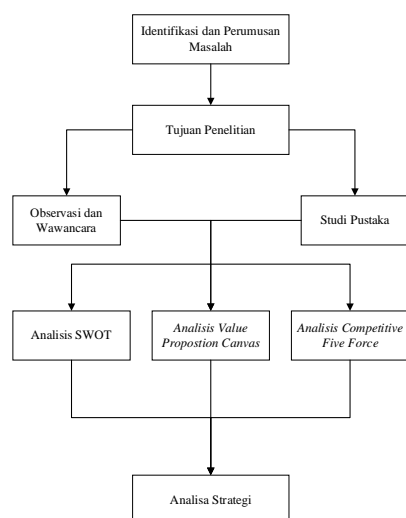 Identifikasi dan Perumusan
Masalah
Tujuan Penelitian
Observasi dan
Wawancara
Studi Pustaka
Analisis SWOT
Analisis Value
Propostion Canvas
Analisis Competitive
Five Force
Analisa Strategi